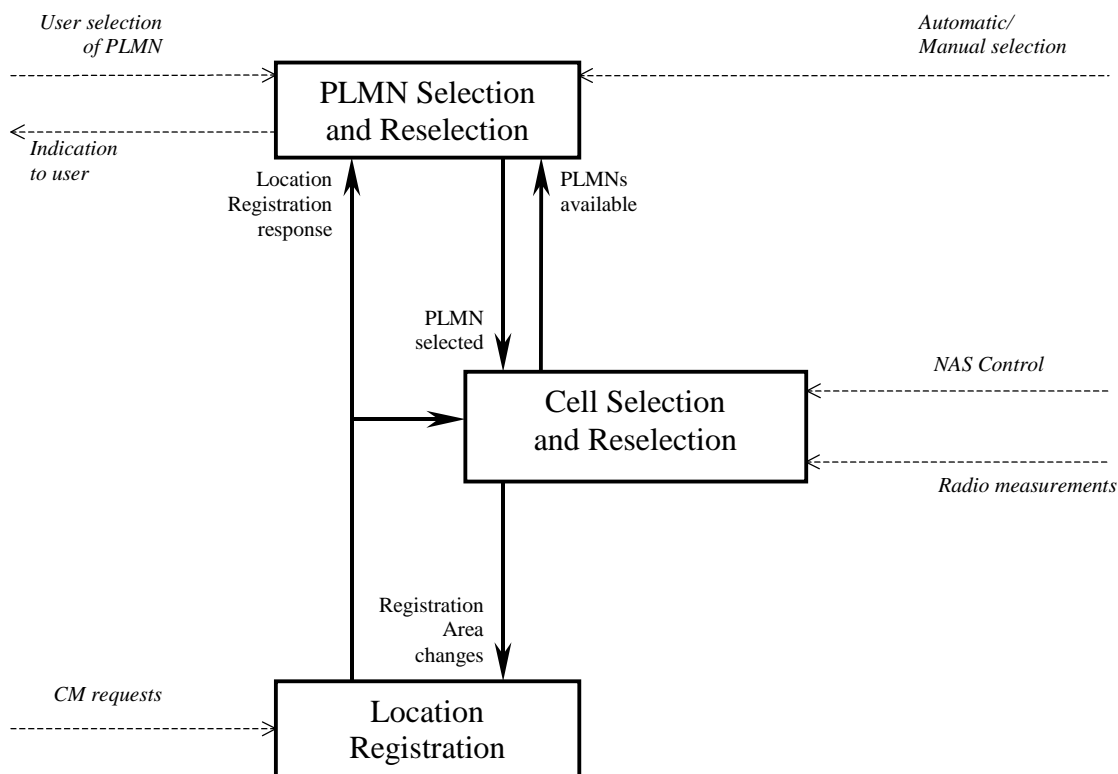 User selection
of PLMN
Automatic/
Manual selection
PLMN Selection
and Reselection
Indication
to user
Location
Registration
response
PLMNs
available
PLMN
selected
NAS Control
Cell Selection
and Reselection
Radio measurements
Registration
Area
changes
CM requests
Location
Registration